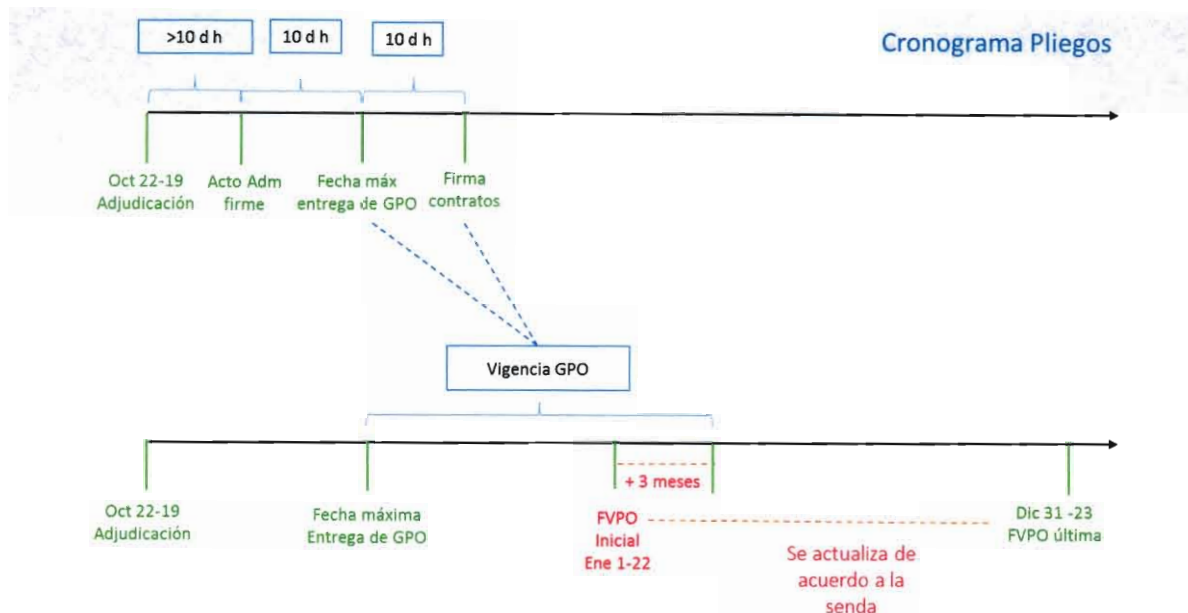 >10 d h
10 d h
10 d h
Cronograma Pliegos
Oct 22-19
Adjudicación
Acto Adm
firme
Fecha máx
entrega de GPO
Firma
contratos
Vigencia GPO
+ 3 meses
Oct 22-19
Adjudicación
Fecha máxima
Entrega de GPO
FVPO
Inicial
Ene 1-22
Se actualiza de
acuerdo a la
senda
Dic 31 -23
FVPO última